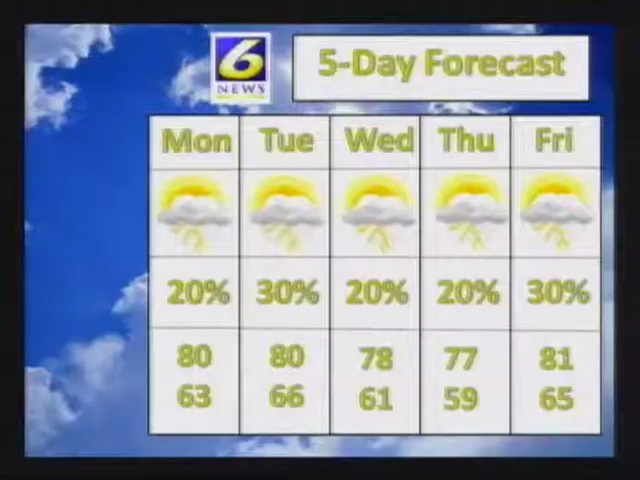 6
NEWS
5-Day Forecast
Mon Tue Wed Thu Fri
20% 30% 20% 20% 30%
80 80 78 77 81
63 66 61 59 65